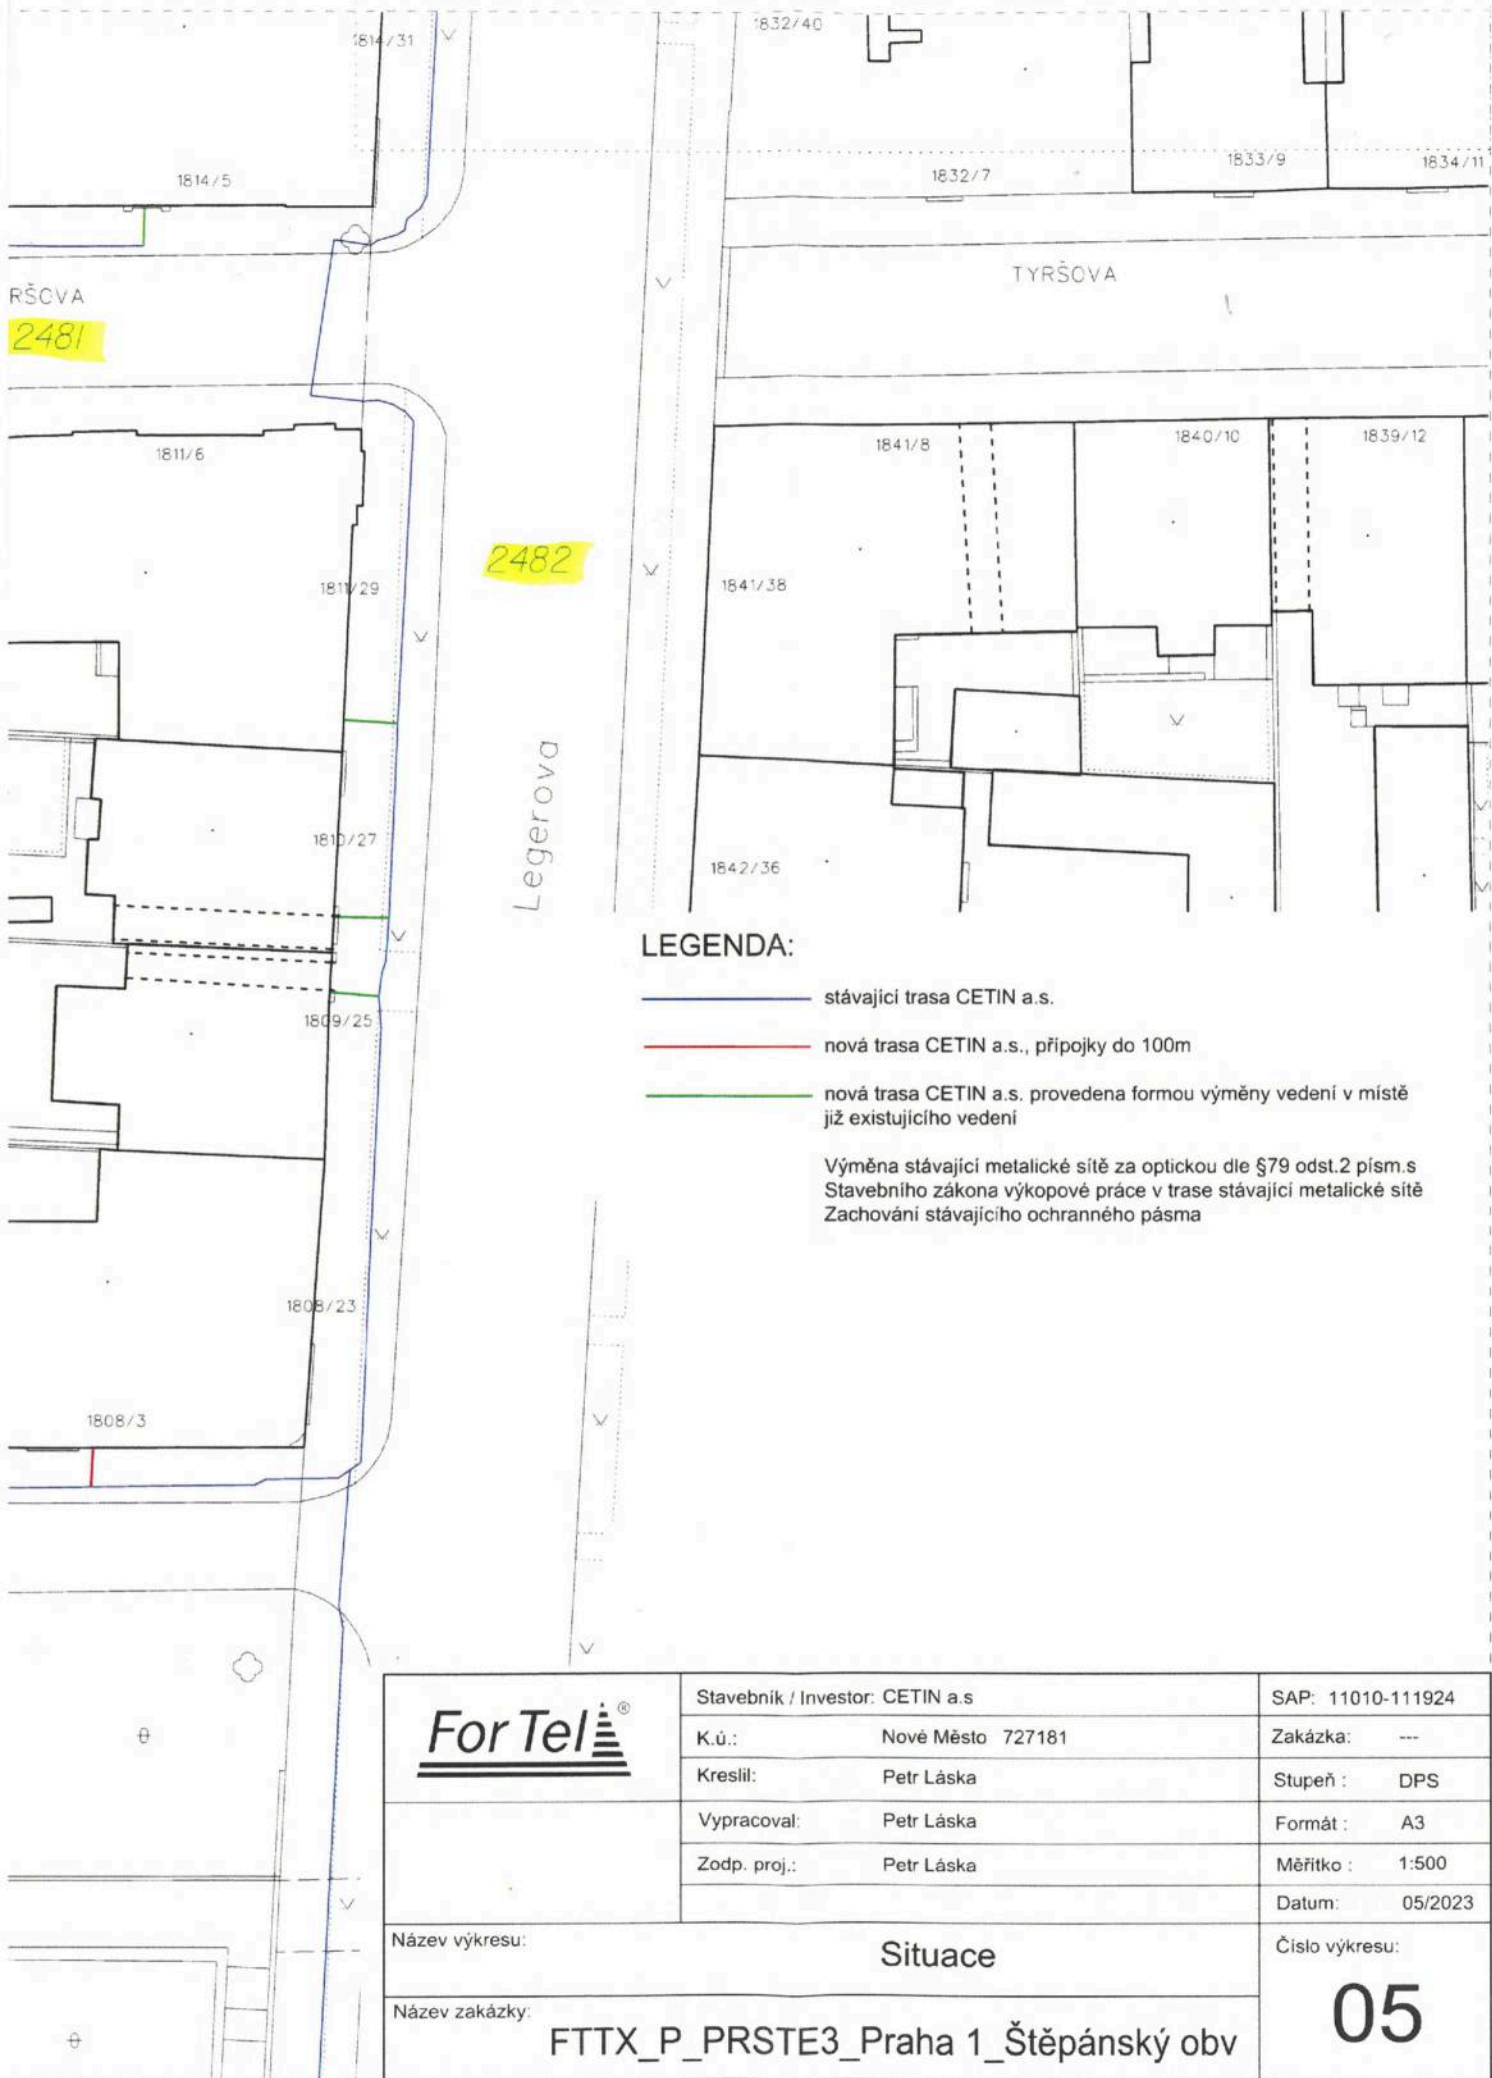 1814/31
1832/40
1814/5
1832/7
1833/9
1834/11
RŠOVA
2481
TYRŠOVA
1811/6
1841/8
1840/10
1839/12
2482
1811/29
1841/38
Legerova
1810/27
1842/36
1809/25
LEGENDA:
stávající trasa CETIN a.s.
nová trasa CETIN a.s., přípojky do 100m
nová trasa CETIN a.s. provedena formou výměny vedení v místě
již existujícího vedení
Výměna stávající metalické sítě za optickou dle §79 odst.2 písm.s
Stavebního zákona výkopové práce v trase stávající metalické sítě
Zachování stávajícího ochranného pásma
1808/23
1808/3
For Tel ®
Stavebník / Investor: CETIN a.s
SAP: 11010-111924
K.ú.: Nové Město 727181
Zakázka: ---
Kreslil: Petr Láska
Stupeň : DPS
Vypracoval: Petr Láska
Formát : A3
Zodp. proj.: Petr Láska
Měřítko : 1:500
Datum: 05/2023
Název výkresu:
Situace
Číslo výkresu:
05
Název zakázky:
FTTX_P_PRSTE3_Praha 1_Štěpánský obv